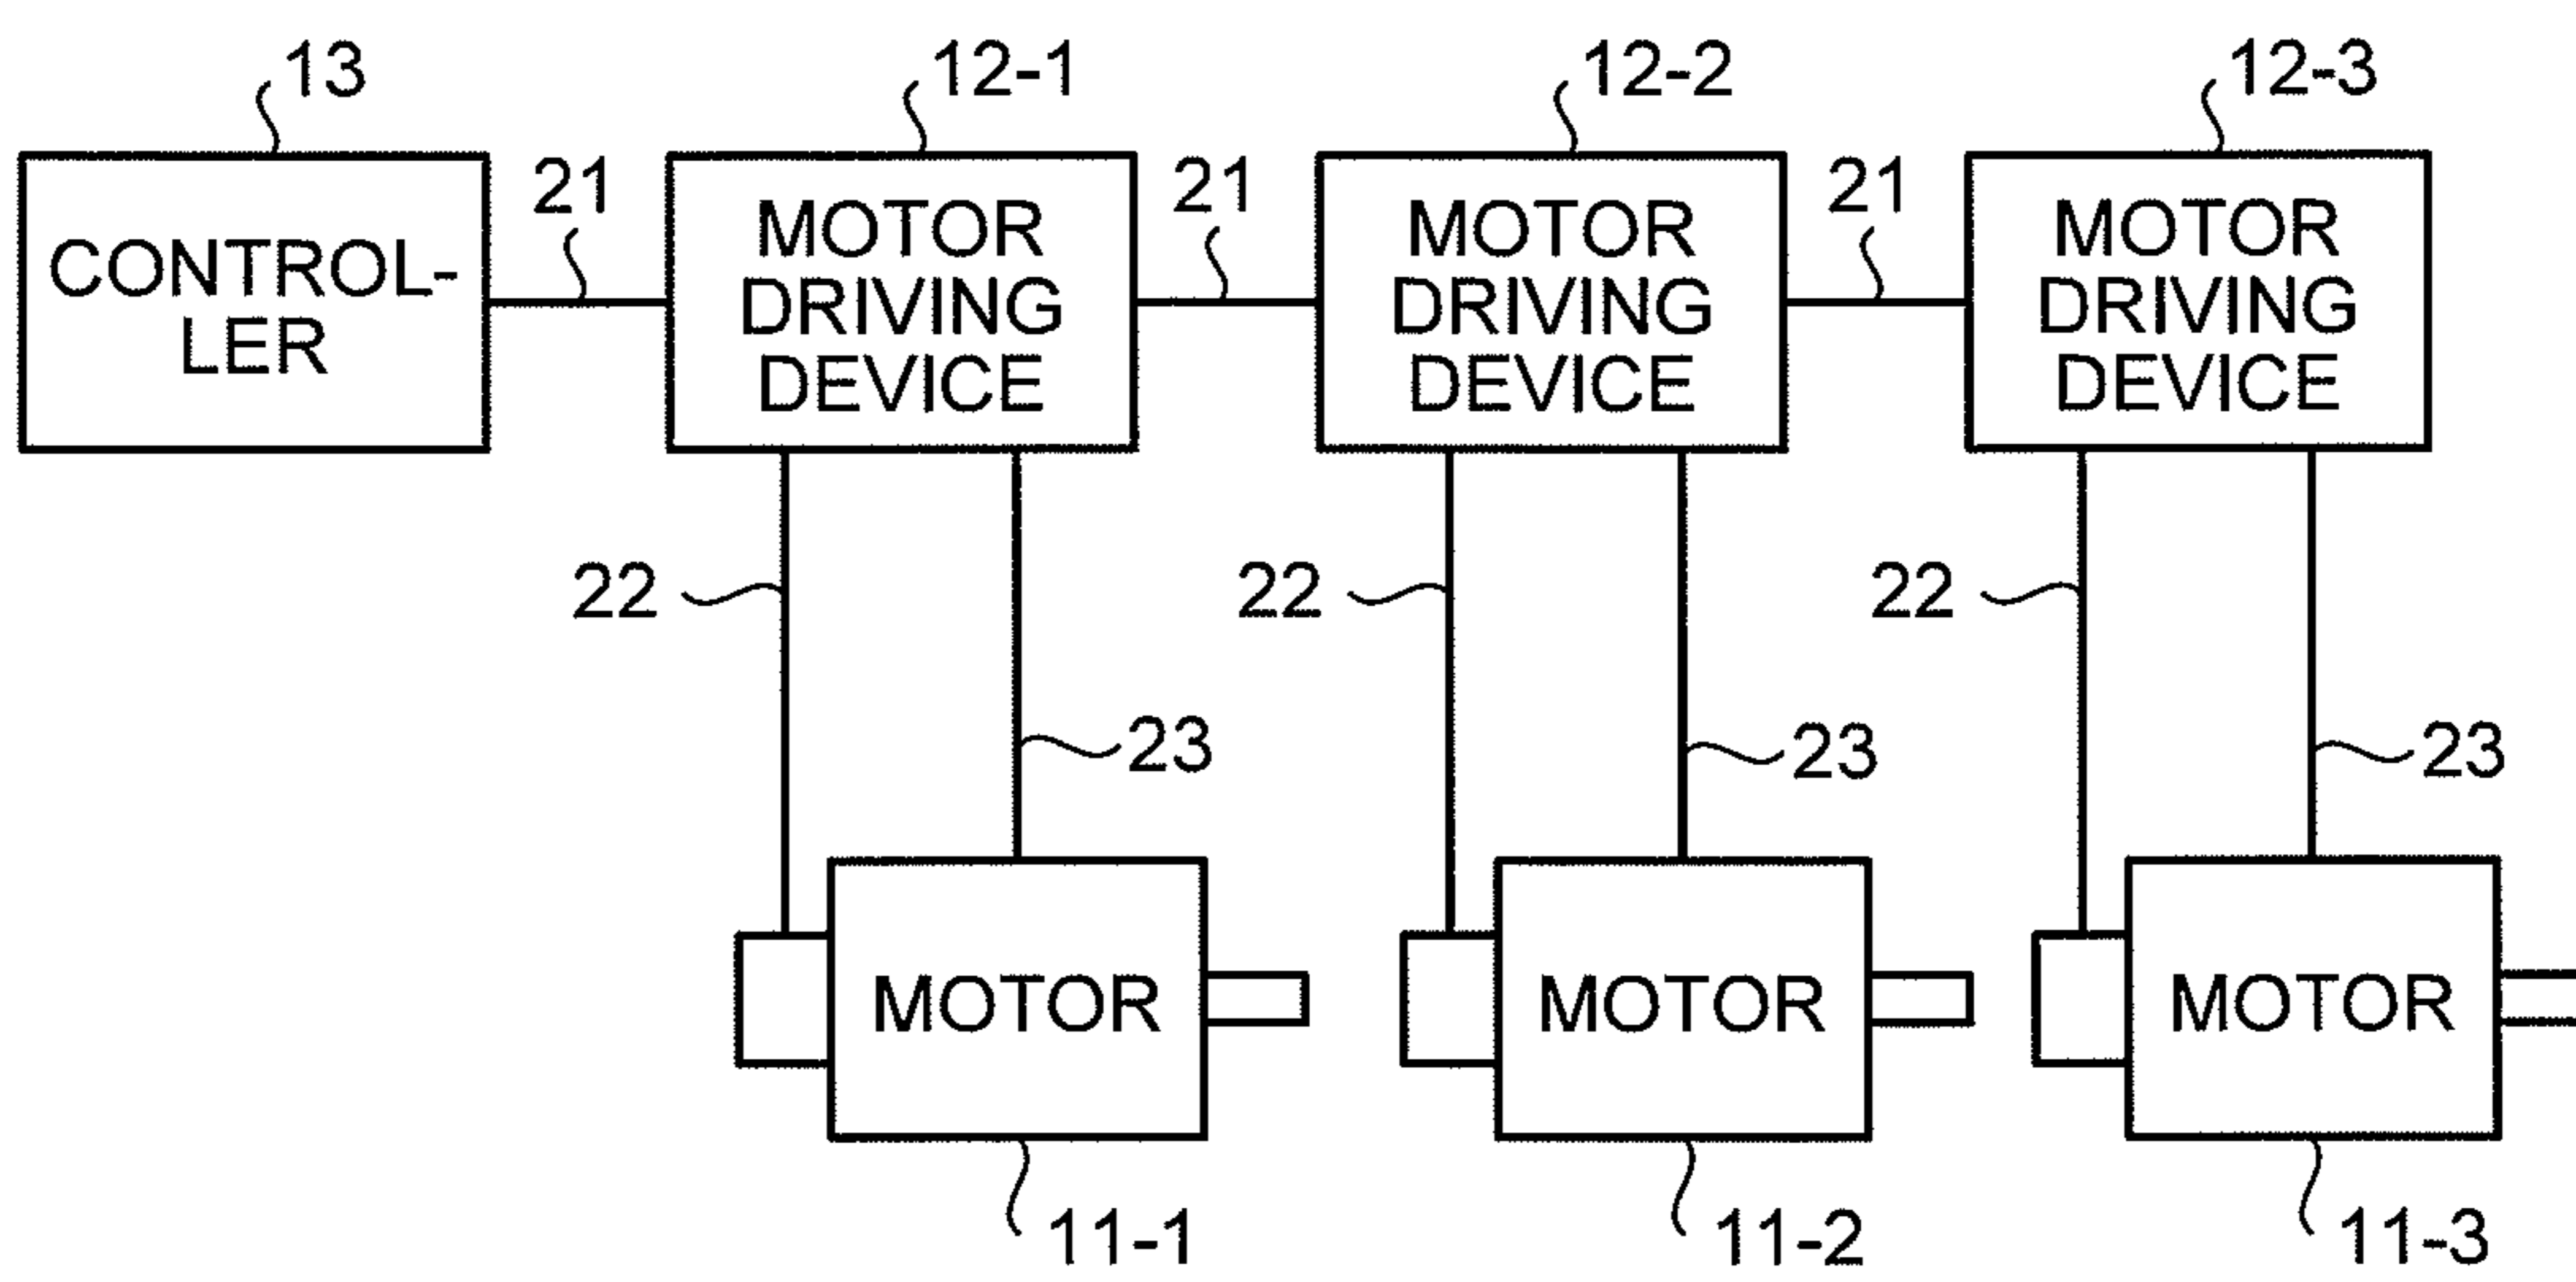 13
12-1
12-2
12-3
21
21
21
CONTROL-
LER
MOTOR
DRIVING
DEVICE
MOTOR
DRIVING
DEVICE
MOTOR
DRIVING
DEVICE
22
22
22
23
23
23
MOTOR
MOTOR
MOTOR
11-1
11-2
11-3